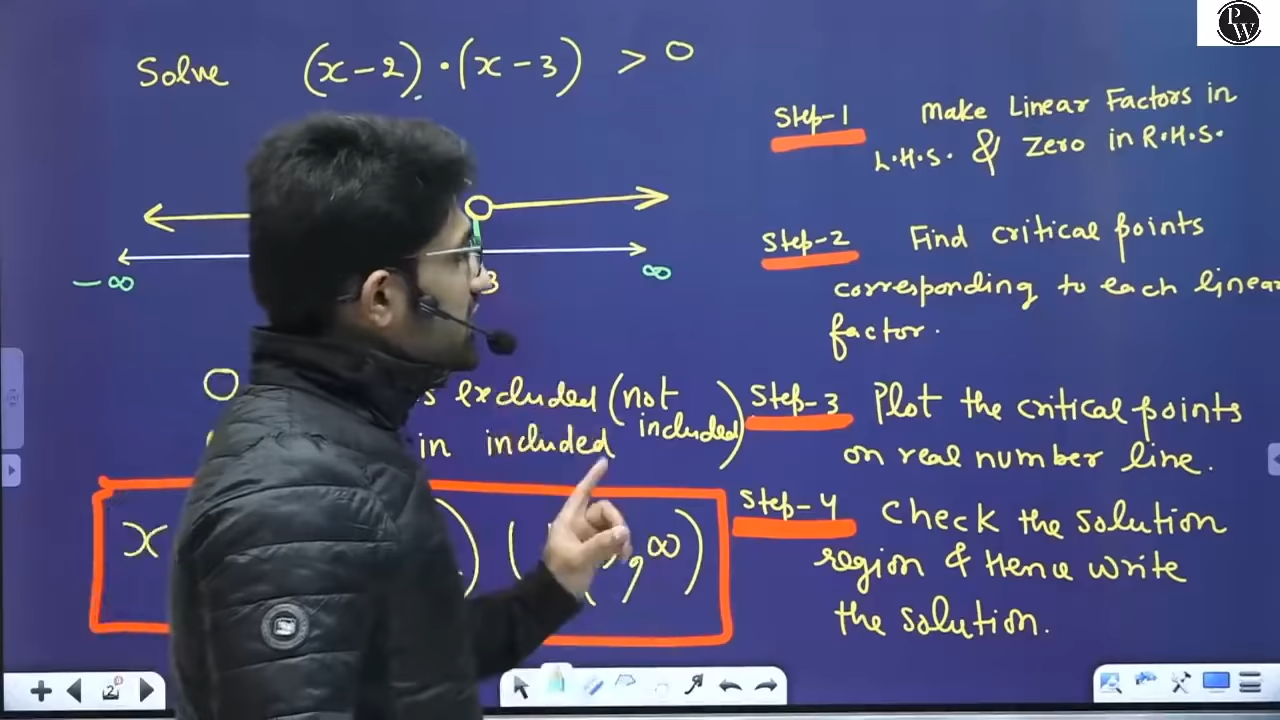 PW
Solve (x-2)·(x-3) > 0
-∞ 3 ∞
excluded (not included)
in included
x ∞)
Step-1 Make Linear Factors in
L.H.S. & Zero in R.H.S.
Step-2 Find critical points
corresponding to each linear
factor.
Step-3 Plot the critical points
on real number line.
Step-4 Check the solution
region & Hence write
the solution.
2